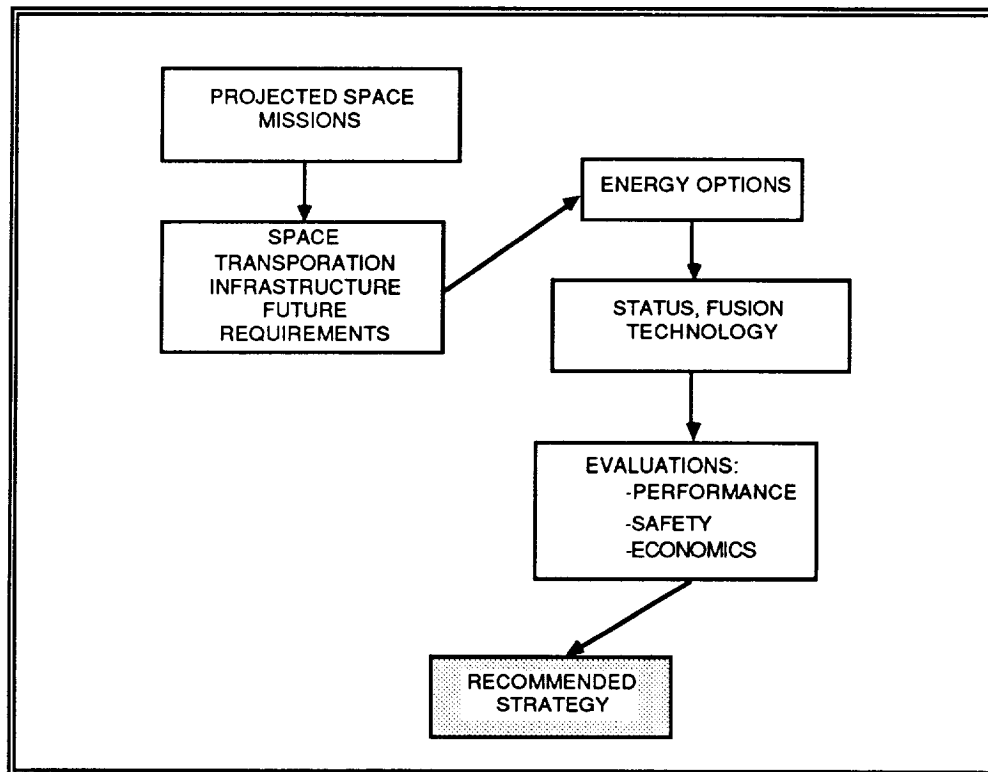 PROJECTED SPACE
MISSIONS
SPACE
TRANSPORATION
INFRASTRUCTURE
FUTURE
REQUIREMENTS
ENERGY OPTIONS
STATUS, FUSION
TECHNOLOGY
EVALUATIONS:
-PERFORMANCE
-SAFETY
-ECONOMICS
RECOMMENDED
STRATEGY